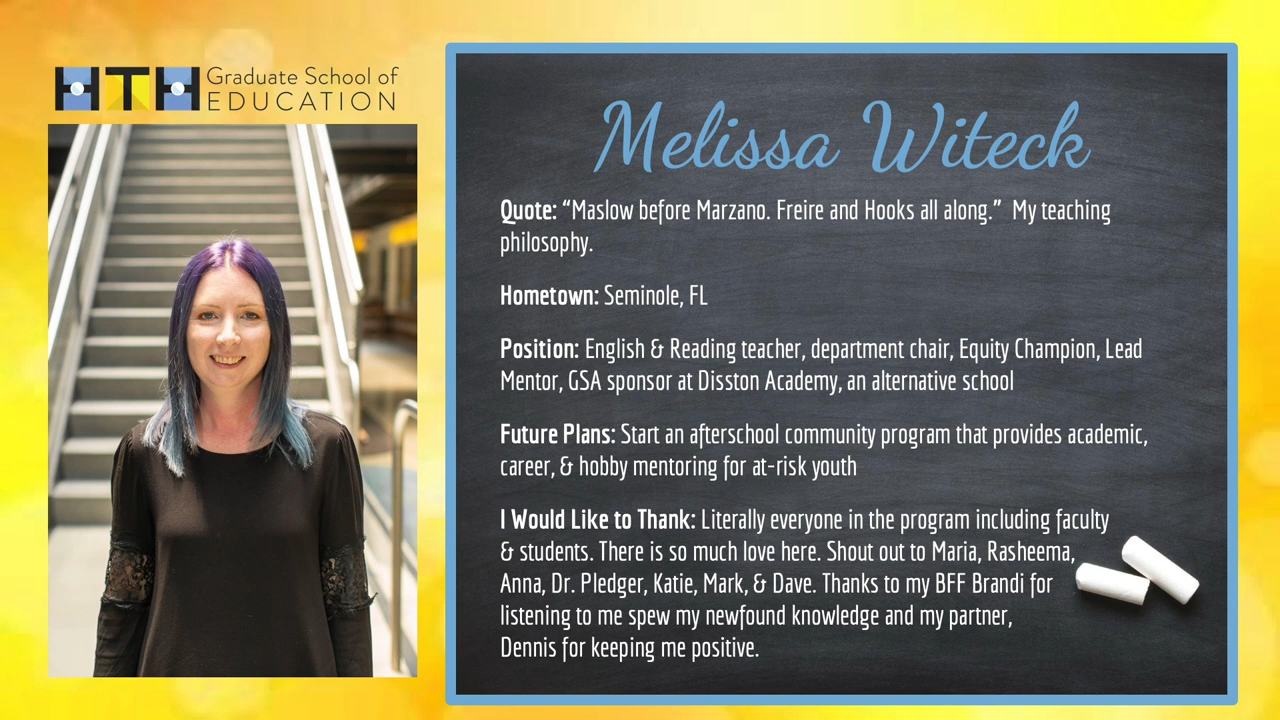 HTH Graduate School of
EDUCATION
Melissa Witeck
Quote: “Maslow before Marzano. Freire and Hooks all along.”  My teaching
philosophy.
Hometown: Seminole, FL
Position: English & Reading teacher, department chair, Equity Champion, Lead
Mentor, GSA sponsor at Disston Academy, an alternative school
Future Plans: Start an afterschool community program that provides academic,
career, & hobby mentoring for at-risk youth
I Would Like to Thank: Literally everyone in the program including faculty
& students. There is so much love here. Shout out to Maria, Rasheema,
Anna, Dr. Pledger, Katie, Mark, & Dave. Thanks to my BFF Brandi for
listening to me spew my newfound knowledge and my partner,
Dennis for keeping me positive.